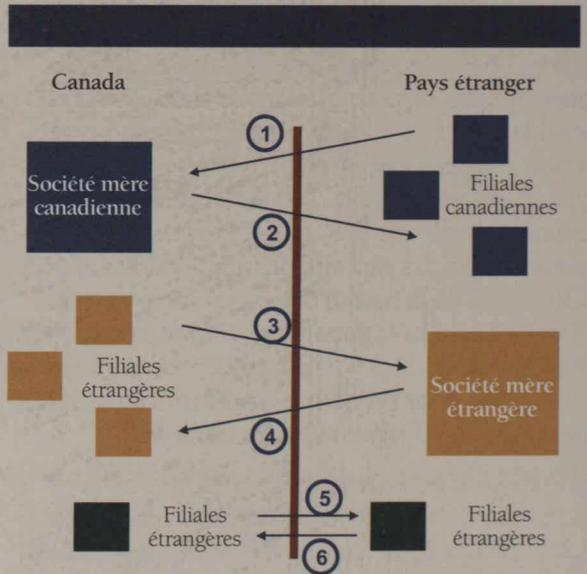 Canada
Pays étranger
1
Société mère
canadienne
Filiales
canadiennes
2
3
Filiales
étrangères
Société mère
étrangère
4
5
Filiales
étrangères
Filiales
étrangères
6